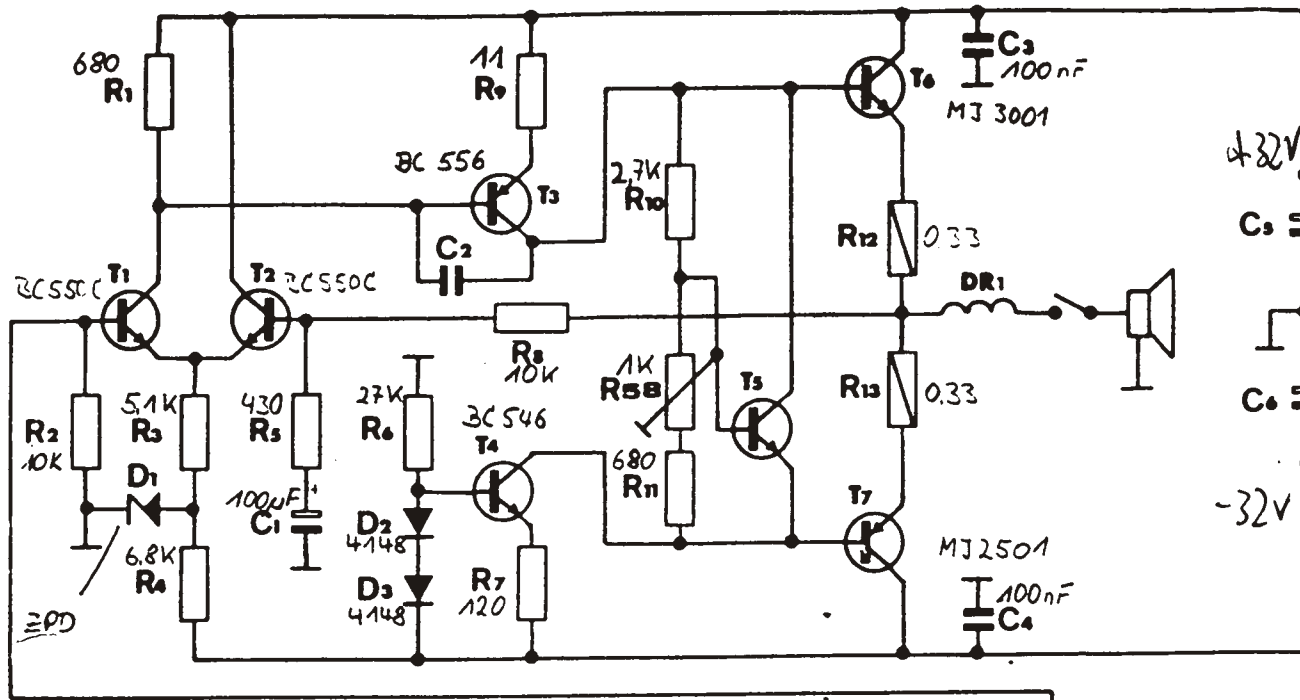 680
R1
11
R9
T6
C3
100nF
MJ 3001
BC 556
T3
2,7K
R10
+32V
C5
C2
R12
0.33
T1
BC550C
T2
BC550C
DR1
R8
10K
1K
R58
R13
0,33
C6
R2
10K
5,1K
R3
430
R5
27K
R6
BC546
T4
T5
680
R11
D1
100µF+
C1
D2
4148
T7
-32V
MJ2501
6,8K
R4
D3
4148
R7
120
100nF
C4
ZPD